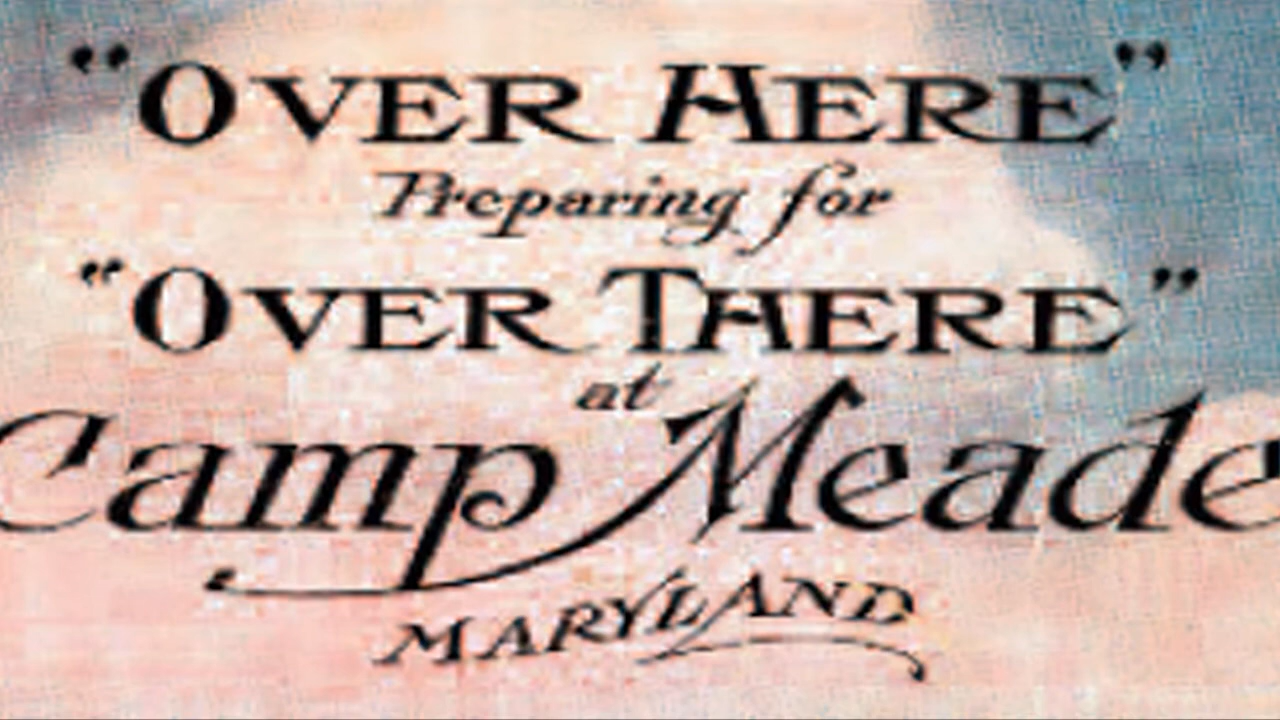 "OVER HERE"
Preparing for
"OVER THERE"
at
Camp Meade
MARYLAND